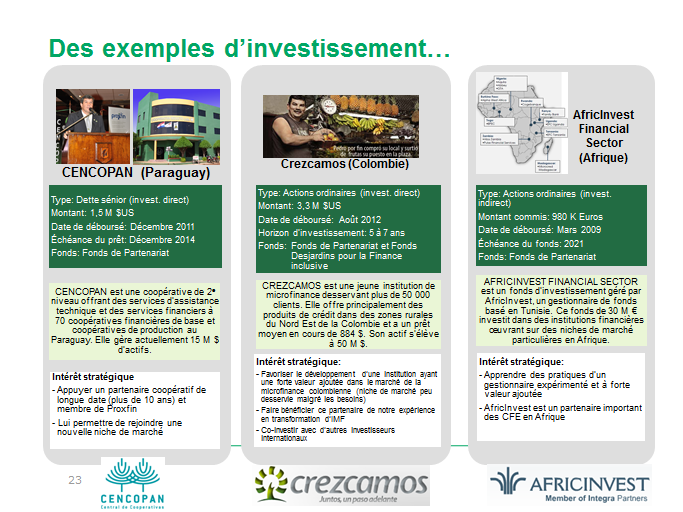 Des exemples d'investissement…
CENCOPAN (Paraguay)
Type: Dette sénior (invest. direct)
Montant: 1,5 M $US
Date de déboursé: Décembre 2011
Échéance du prêt: Décembre 2014
Fonds: Fonds de Partenariat
CENCOPAN est une coopérative de 2e
niveau offrant des services d'assistance
technique et des services financiers à
70 coopératives financières de base et
coopératives de production au
Paraguay. Elle gère actuellement 15 M $
d'actifs.
Intérêt stratégique
- Appuyer un partenaire coopératif de
longue date (plus de 10 ans) et
membre de Proxfin
- Lui permettre de rejoindre une
nouvelle niche de marché
Pedro por fin compró su local y surtió
de frutas su puesto en la plaza.
Crezcamos (Colombie)
Type: Actions ordinaires (invest. direct)
Montant: 3,3 M $US
Date de déboursé: Août 2012
Horizon d'investissement: 5 à 7 ans
Fonds: Fonds de Partenariat et Fonds
Desjardins pour la Finance
inclusive
CREZCAMOS est une jeune institution de
microfinance desservant plus de 50 000
clients. Elle offre principalement des
produits de crédit dans des zones rurales
du Nord Est de la Colombie et a un prêt
moyen en cours de 884 $. Son actif s'élève
à 50 M $.
Intérêt stratégique:
- Favoriser le développement d'une institution ayant
une forte valeur ajoutée dans le marché de la
microfinance colombienne (niche de marché peu
desservie malgré les besoins)
- Faire bénéficier ce partenaire de notre expérience
en transformation d'IMF
- Co-investir avec d'autres investisseurs
internationaux
AfricInvest
Financial
Sector
(Afrique)
Type: Actions ordinaires (invest.
indirect)
Montant commis: 980 K Euros
Date de déboursé: Mars 2009
Échéance du fonds: 2021
Fonds: Fonds de Partenariat
AFRICINVEST FINANCIAL SECTOR
est un fonds d'investissement géré par
AfricInvest, un gestionnaire de fonds
basé en Tunisie. Ce fonds de 30 M €
investit dans des institutions financières
œuvrant sur des niches de marché
particulières en Afrique.
Intérêt stratégique:
- Apprendre des pratiques d'un
gestionnaire expérimenté et à forte
valeur ajoutée
- AfricInvest est un partenaire important
des CFE en Afrique
23
CENCOPAN
Central de Cooperativas
crezcamos
Juntos, un paso adelante
AFRICINVEST
Member of Integra Partners